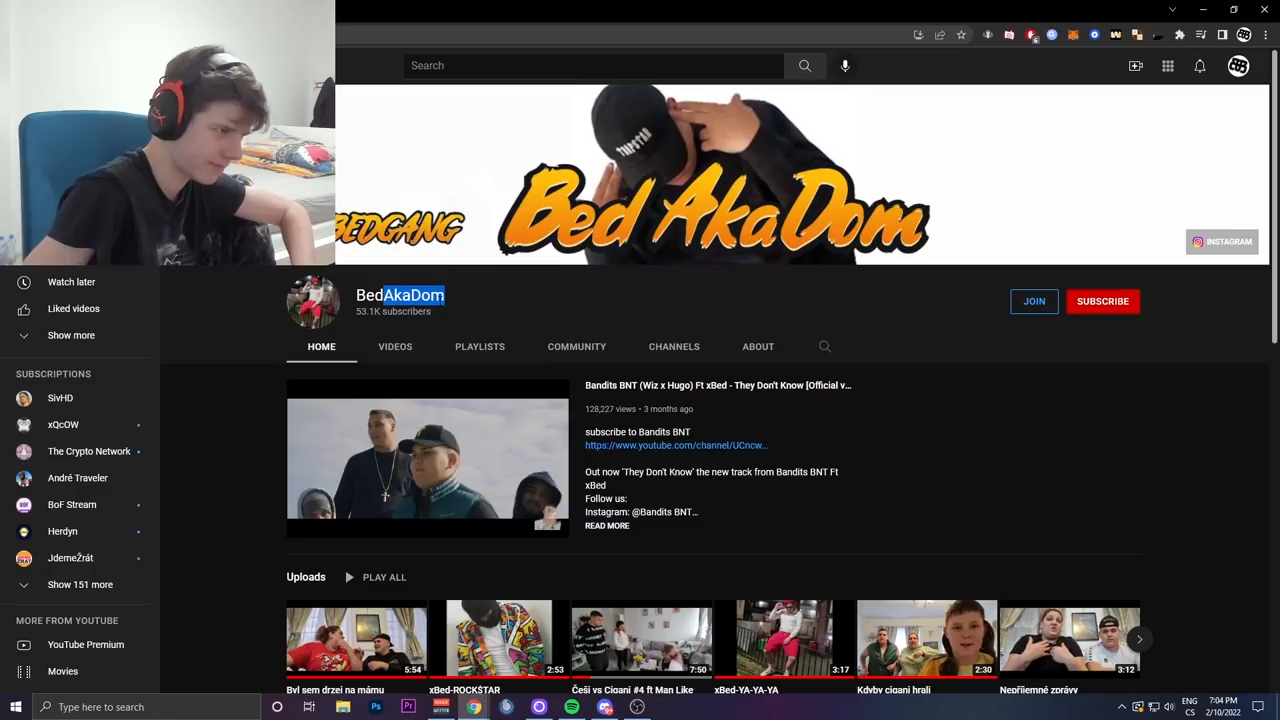 Search
TRAPSTAR
BEDGANG
Bed AkaDom
INSTAGRAM
BedAkaDom
53.1K subscribers
JOIN
SUBSCRIBE
HOME
VIDEOS
PLAYLISTS
COMMUNITY
CHANNELS
ABOUT
Watch later
Liked videos
Show more
SUBSCRIPTIONS
SivHD
xQcOW
The Crypto Network
André Traveler
BoF Stream
Herdyn
JdemeŽrát
Show 151 more
MORE FROM YOUTUBE
YouTube Premium
Movies
Bandits BNT (Wiz x Hugo) Ft xBed - They Don't Know [Official v...
128,227 views • 3 months ago
subscribe to Bandits BNT
https://www.youtube.com/channel/UCncw...
Out now 'They Don't Know' the new track from Bandits BNT Ft
xBed
Follow us:
Instagram: @Bandits BNT...
READ MORE
Uploads
PLAY ALL
5:54
2:53
7:50
3:17
2:30
3:12
Byl sem drzej na mámu
xBed-ROCK$TAR
Češi vs Cigani #4 ft Man Like
xBed-YA-YA-YA
Kdyby cigani hrali
Nepříjemné zprávy
Type here to search
ENG
CS
7:04 PM
2/10/2022